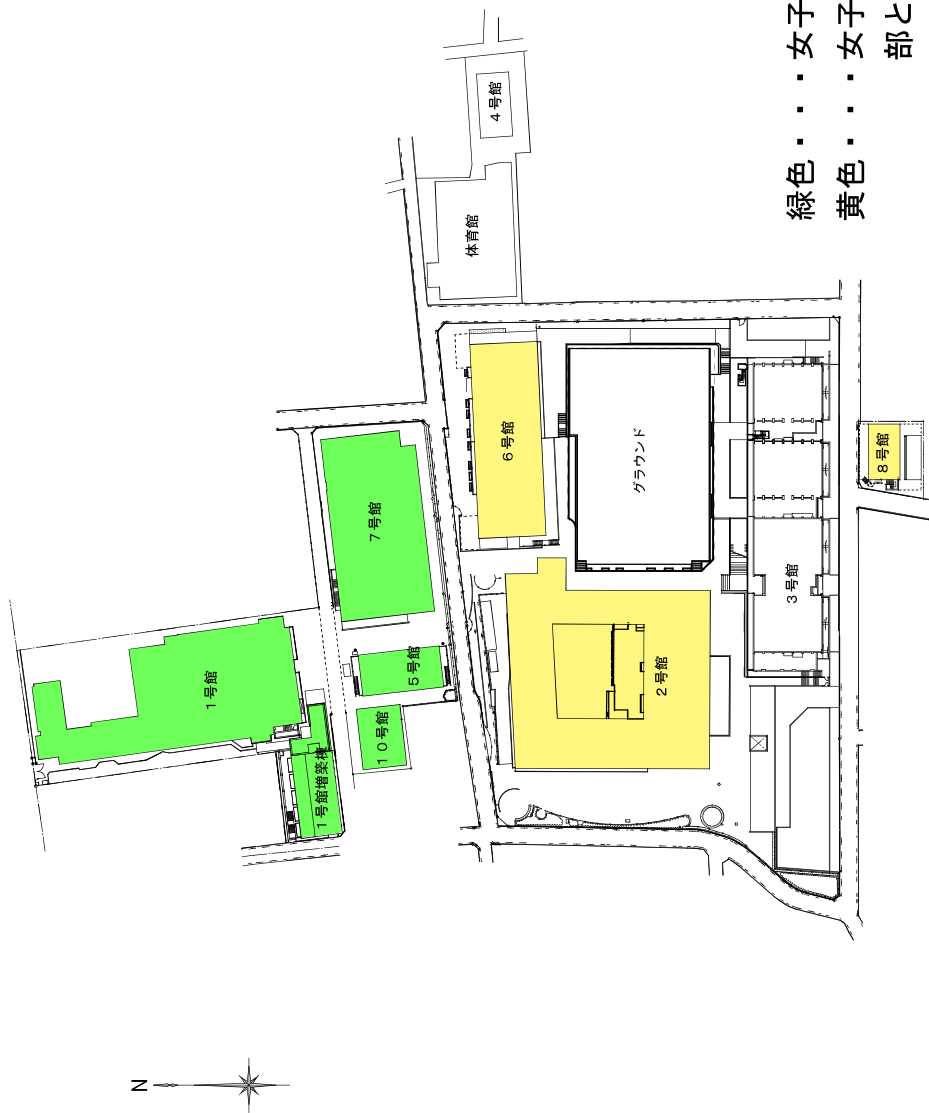 緑色・・・女子
黄色・・・女子
部と
４号館
体育館
６号館
グラウンド
８号館
７号館
３号館
５号館
２号館
１号館
１０号館
１号館増築棟
N